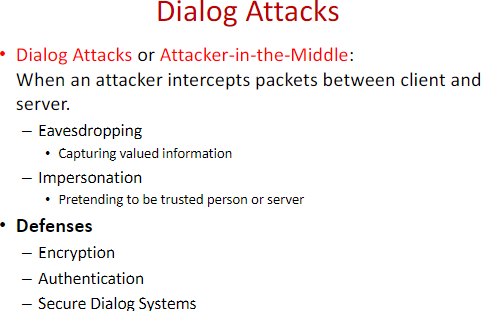 Dialog Attacks
• Dialog Attacks or Attacker-in-the-Middle:
When an attacker intercepts packets between client and
server.
– Eavesdropping
• Capturing valued information
– Impersonation
• Pretending to be trusted person or server
• Defenses
– Encryption
– Authentication
– Secure Dialog Systems